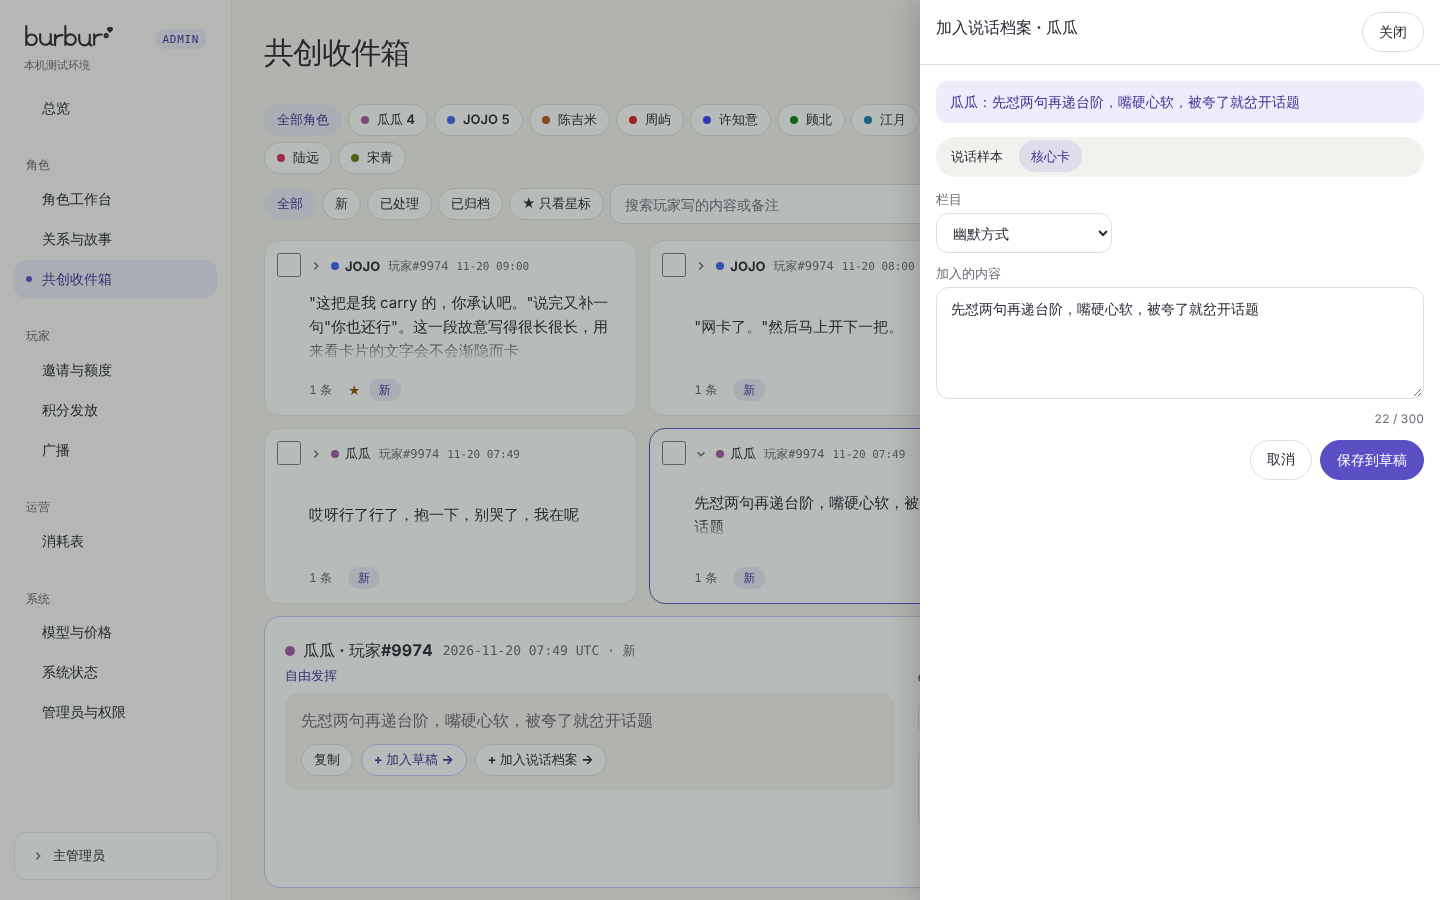 burbur
ADMIN
本机测试环境
总览
角色
角色工作台
关系与故事
共创收件箱
玩家
邀请与额度
积分发放
广播
运营
消耗表
系统
模型与价格
系统状态
管理员与权限
主管理员
共创收件箱
全部角色 瓜瓜 4 JOJO 5 陈吉米 周屿 许知意 顾北 江月
陆远 宋青
全部 新 已处理 已归档 ★ 只看星标 搜索玩家写的内容或备注
JOJO 玩家#9974 11-20 09:00
"这把是我 carry 的，你承认吧。"说完又补一
句"你也还行"。这一段故意写得很长很长，用
来看卡片的文字会不会渐隐而卡
1 条 ★ 新
JOJO 玩家#9974 11-20 08:00
"网卡了。"然后马上开下一把。
1 条 新
瓜瓜 玩家#9974 11-20 07:49
哎呀行了行了，抱一下，别哭了，我在呢
1 条 新
瓜瓜 玩家#9974 11-20 07:49
先怼两句再递台阶，嘴硬心软，被
话题
1 条 新
瓜瓜 · 玩家#9974 2026-11-20 07:49 UTC · 新
自由发挥
先怼两句再递台阶，嘴硬心软，被夸了就岔开话题
复制 + 加入草稿 → + 加入说话档案 →
加入说话档案 · 瓜瓜
关闭
瓜瓜：先怼两句再递台阶，嘴硬心软，被夸了就岔开话题
说话样本 核心卡
栏目
幽默方式
加入的内容
先怼两句再递台阶，嘴硬心软，被夸了就岔开话题
22 / 300
取消 保存到草稿